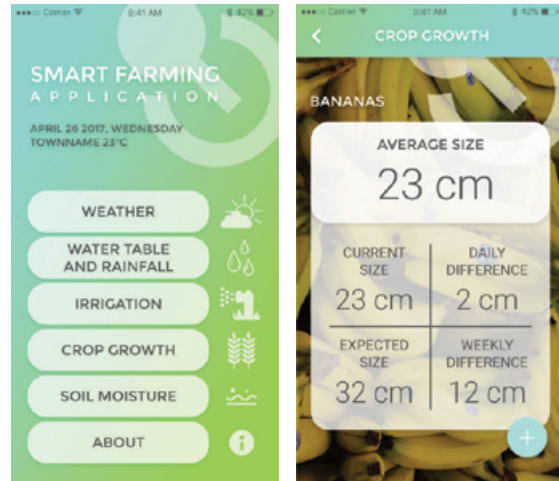 Carrier
9:41 AM
42%
SMART FARMING
APPLICATION
APRIL 26 2017, WEDNESDAY
TOWNNAME 23°C
WEATHER
WATER TABLE
AND RAINFALL
IRRIGATION
CROP GROWTH
SOIL MOISTURE
ABOUT
Carrier
9:41 AM
42%
CROP GROWTH
BANANAS
AVERAGE SIZE
23 cm
CURRENT
SIZE
23 cm
DAILY
DIFFERENCE
2 cm
EXPECTED
SIZE
32 cm
WEEKLY
DIFFERENCE
12 cm
+